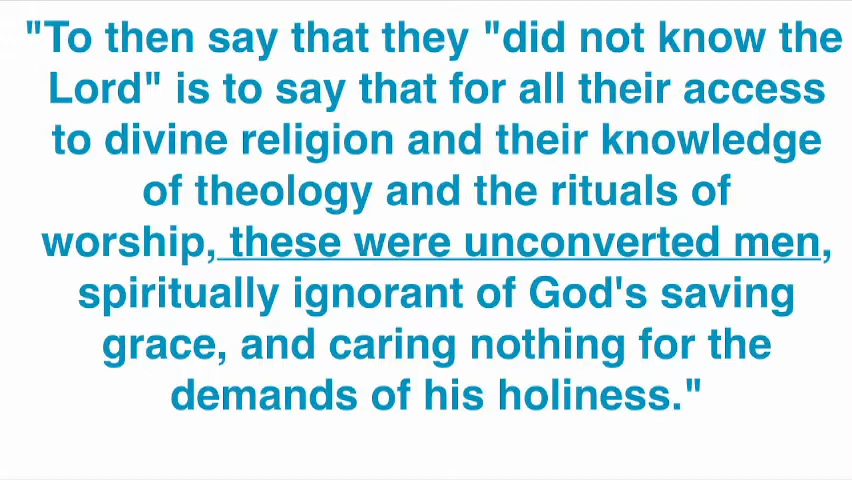 "To then say that they "did not know the
Lord" is to say that for all their access
to divine religion and their knowledge
of theology and the rituals of
worship, these were unconverted men,
spiritually ignorant of God's saving
grace, and caring nothing for the
demands of his holiness."